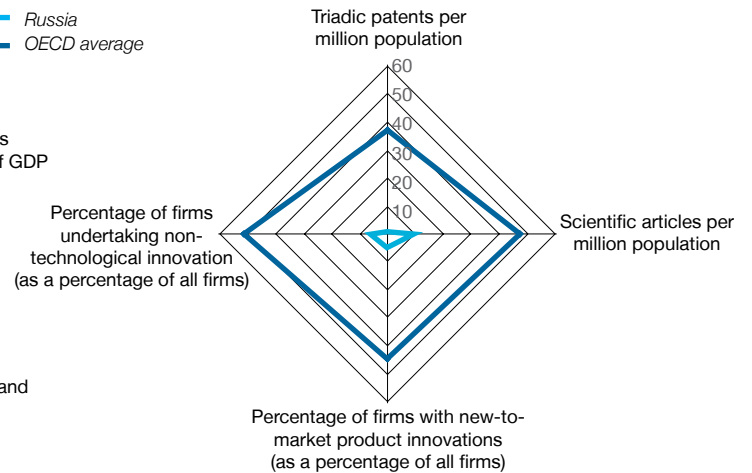 Russia
OECD average
Triadic patents per
million population
60
50
40
30
20
10
s
f GDP
Percentage of firms
undertaking non-
technological innovation
(as a percentage of all firms)
Scientific articles per
million population
and
Percentage of firms with new-to-
market product innovations
(as a percentage of all firms)